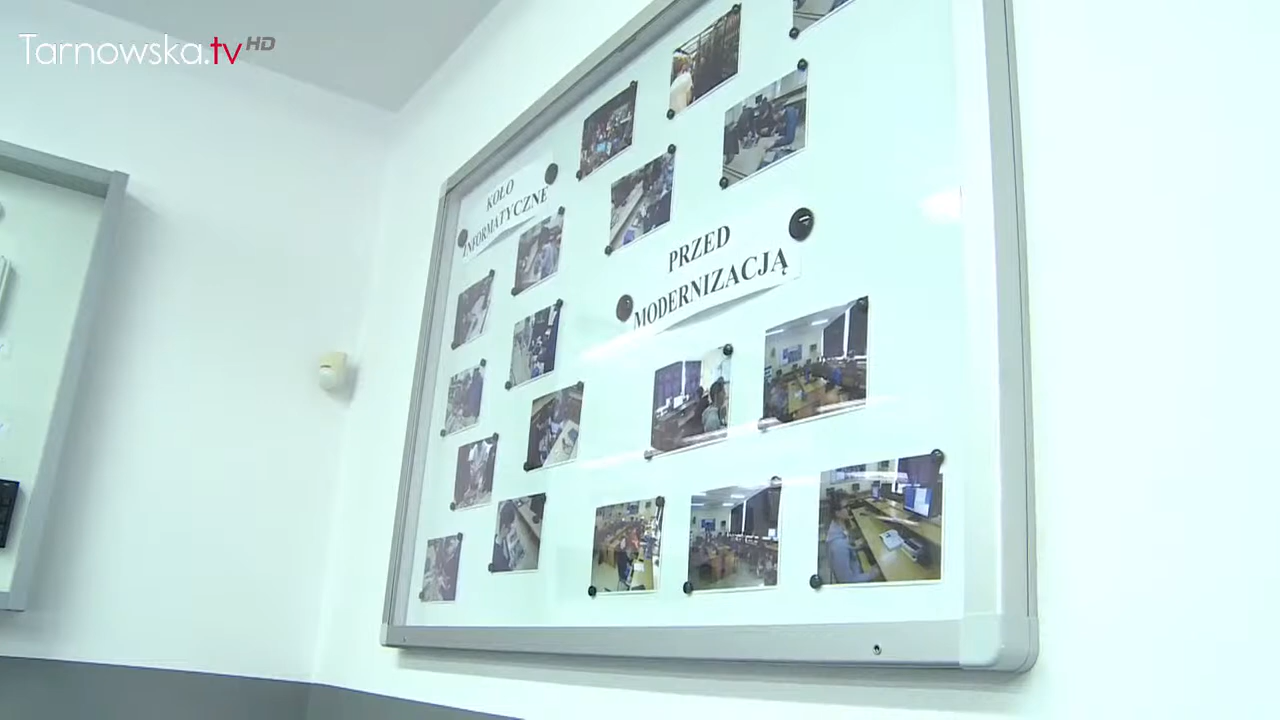 Tarnowska.tv HD
KOŁO
INFORMATYCZNE
PRZED
MODERNIZACJĄ